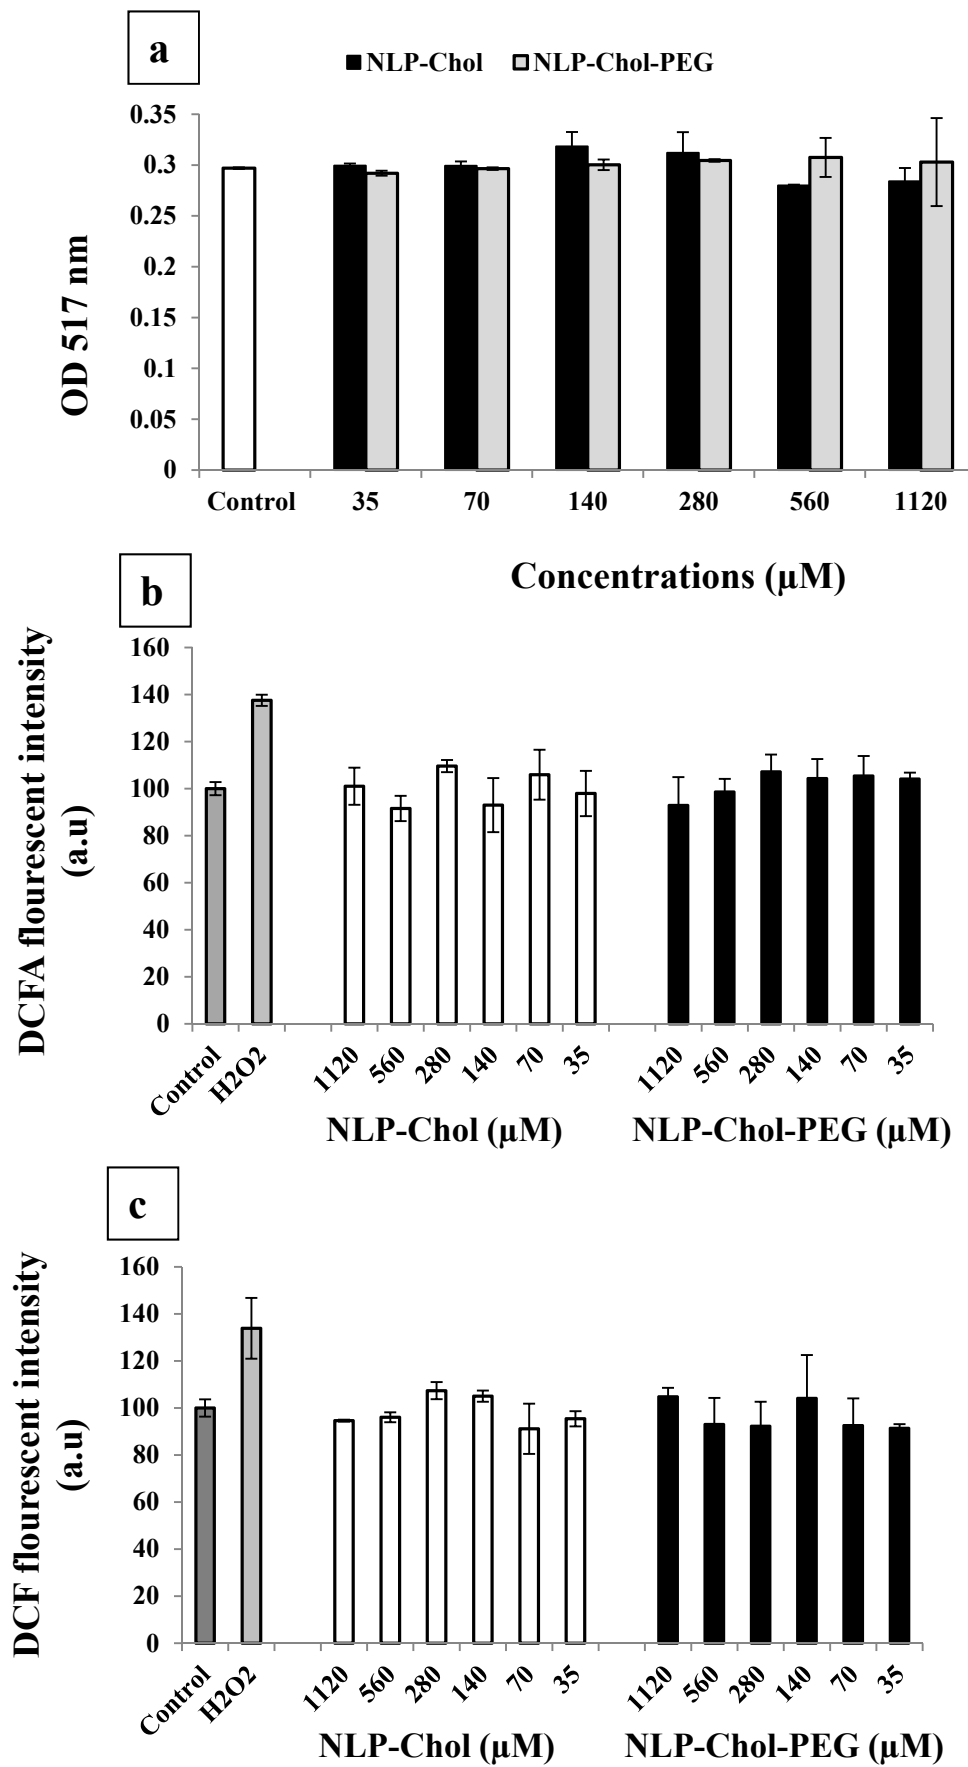 a
NLP-Chol NLP-Chol-PEG
0.35
0.3
0.25
0.2
0.15
0.1
0.05
0
OD 517 nm
Control 35 70 140 280 560 1120
Concentrations (µM)
b
160
140
120
100
80
60
40
20
0
DCFA flourescent intensity
(a.u)
Control H2O2 1120 560 280 140 70 35 1120 560 280 140 70 35
NLP-Chol (µM) NLP-Chol-PEG (µM)
c
160
140
120
100
80
60
40
20
0
DCF flourescent intensity
(a.u)
Control H2O2 1120 560 280 140 70 35 1120 560 280 140 70 35
NLP-Chol (µM) NLP-Chol-PEG (µM)